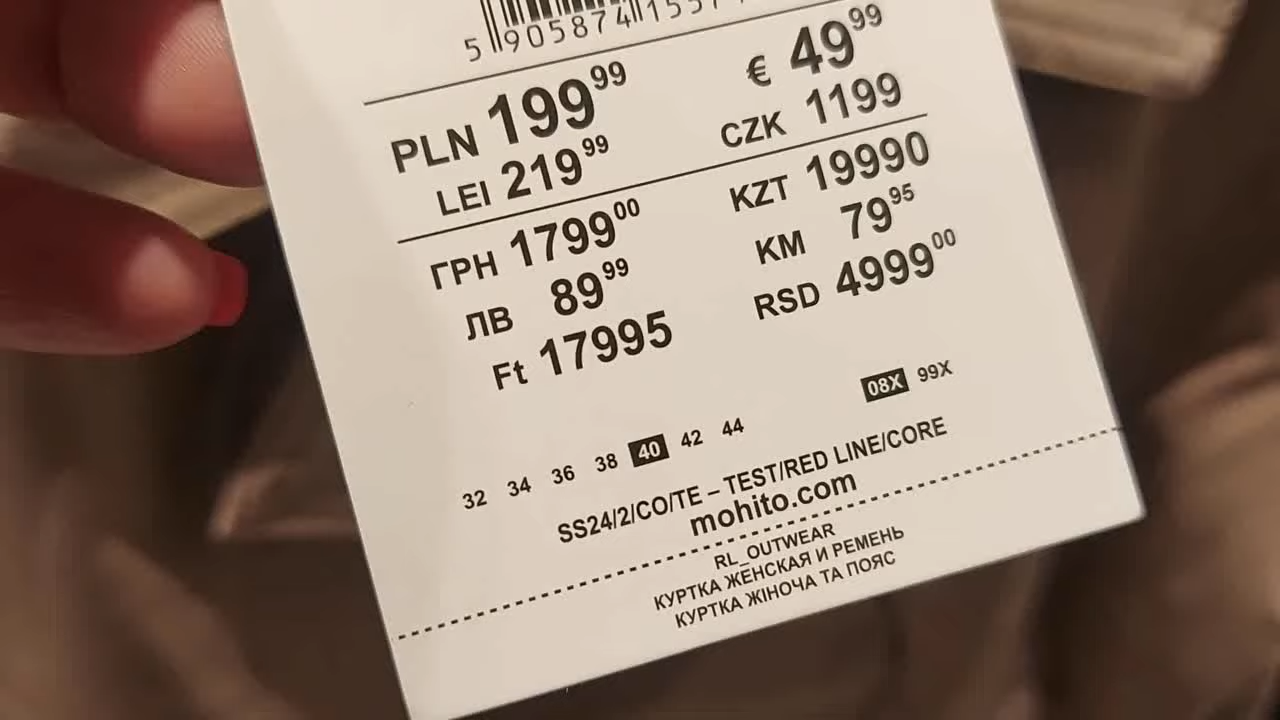 5 905874 155
PLN 199 99 € 49 99
LEI 219 99 CZK 1199
ГРН 1799 00 KZT 19990
ЛВ 89 99 KM 79 95
Ft 17995 RSD 4999 00
08X 99X
32 34 36 38 40 42 44
SS24/2/CO/TE – TEST/RED LINE/CORE
mohito.com
RL_OUTWEAR
КУРТКА ЖЕНСКАЯ И РЕМЕНЬ
КУРТКА ЖІНОЧА ТА ПОЯС